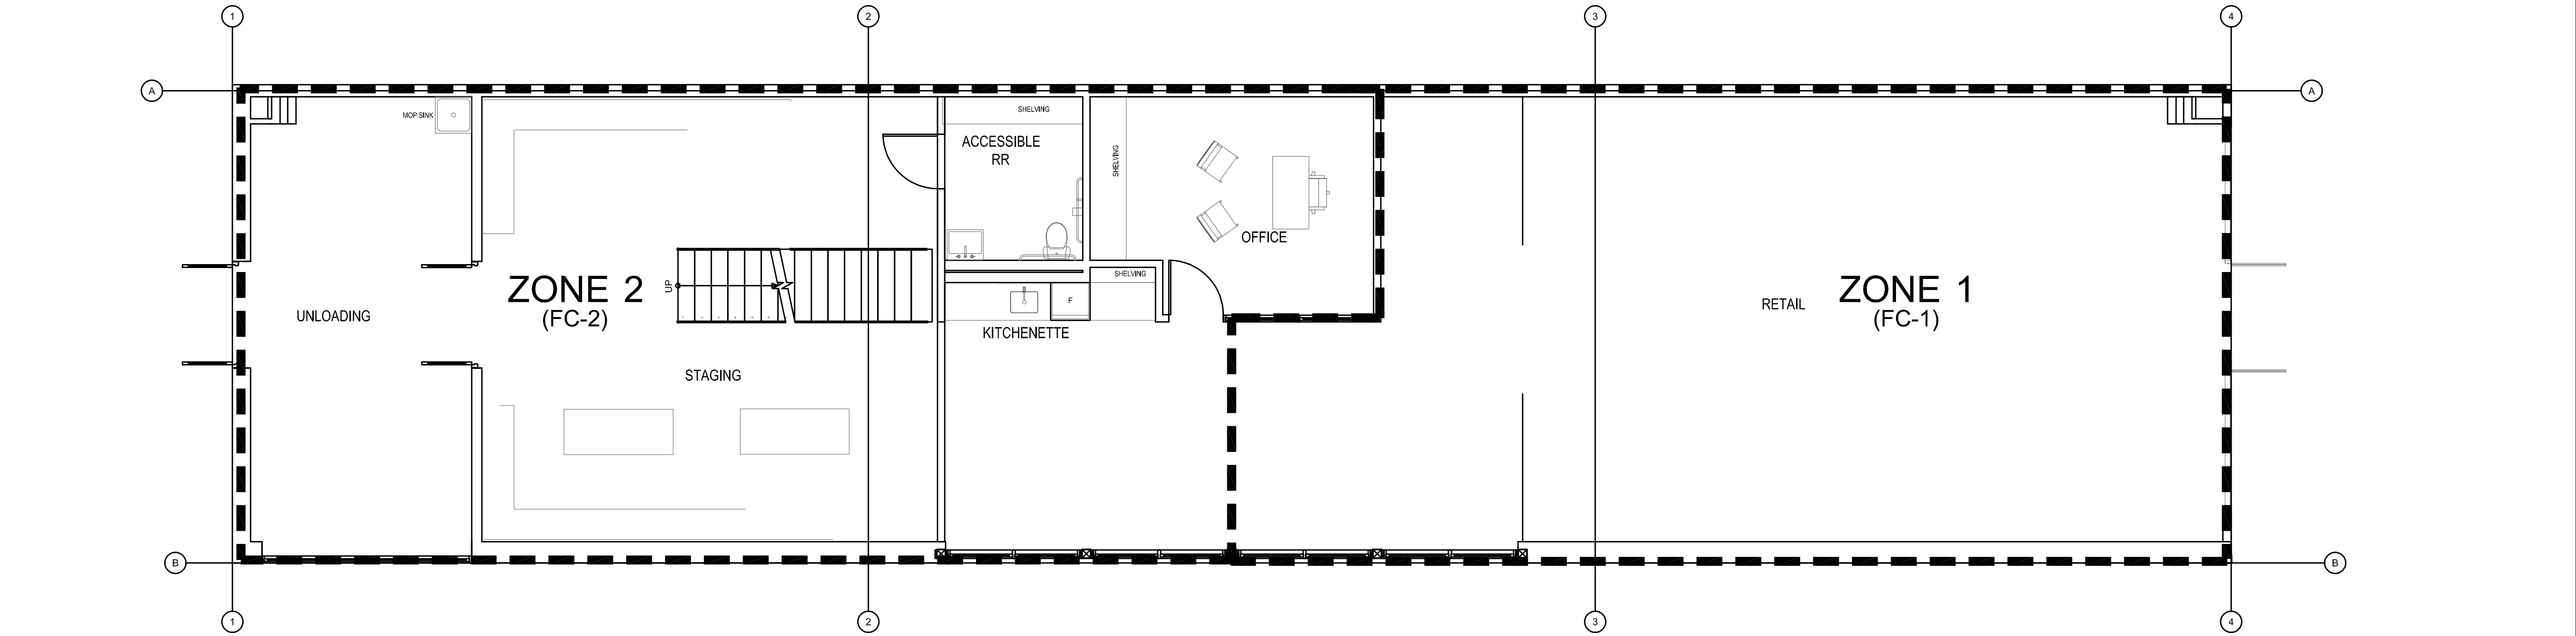 1
2
3
4
A
A
MOP SINK
SHELVING
ACCESSIBLE
RR
SHELVING
OFFICE
SHELVING
F
UP
ZONE 2
(FC-2)
UNLOADING
KITCHENETTE
STAGING
RETAIL
ZONE 1
(FC-1)
B
B
1
2
3
4